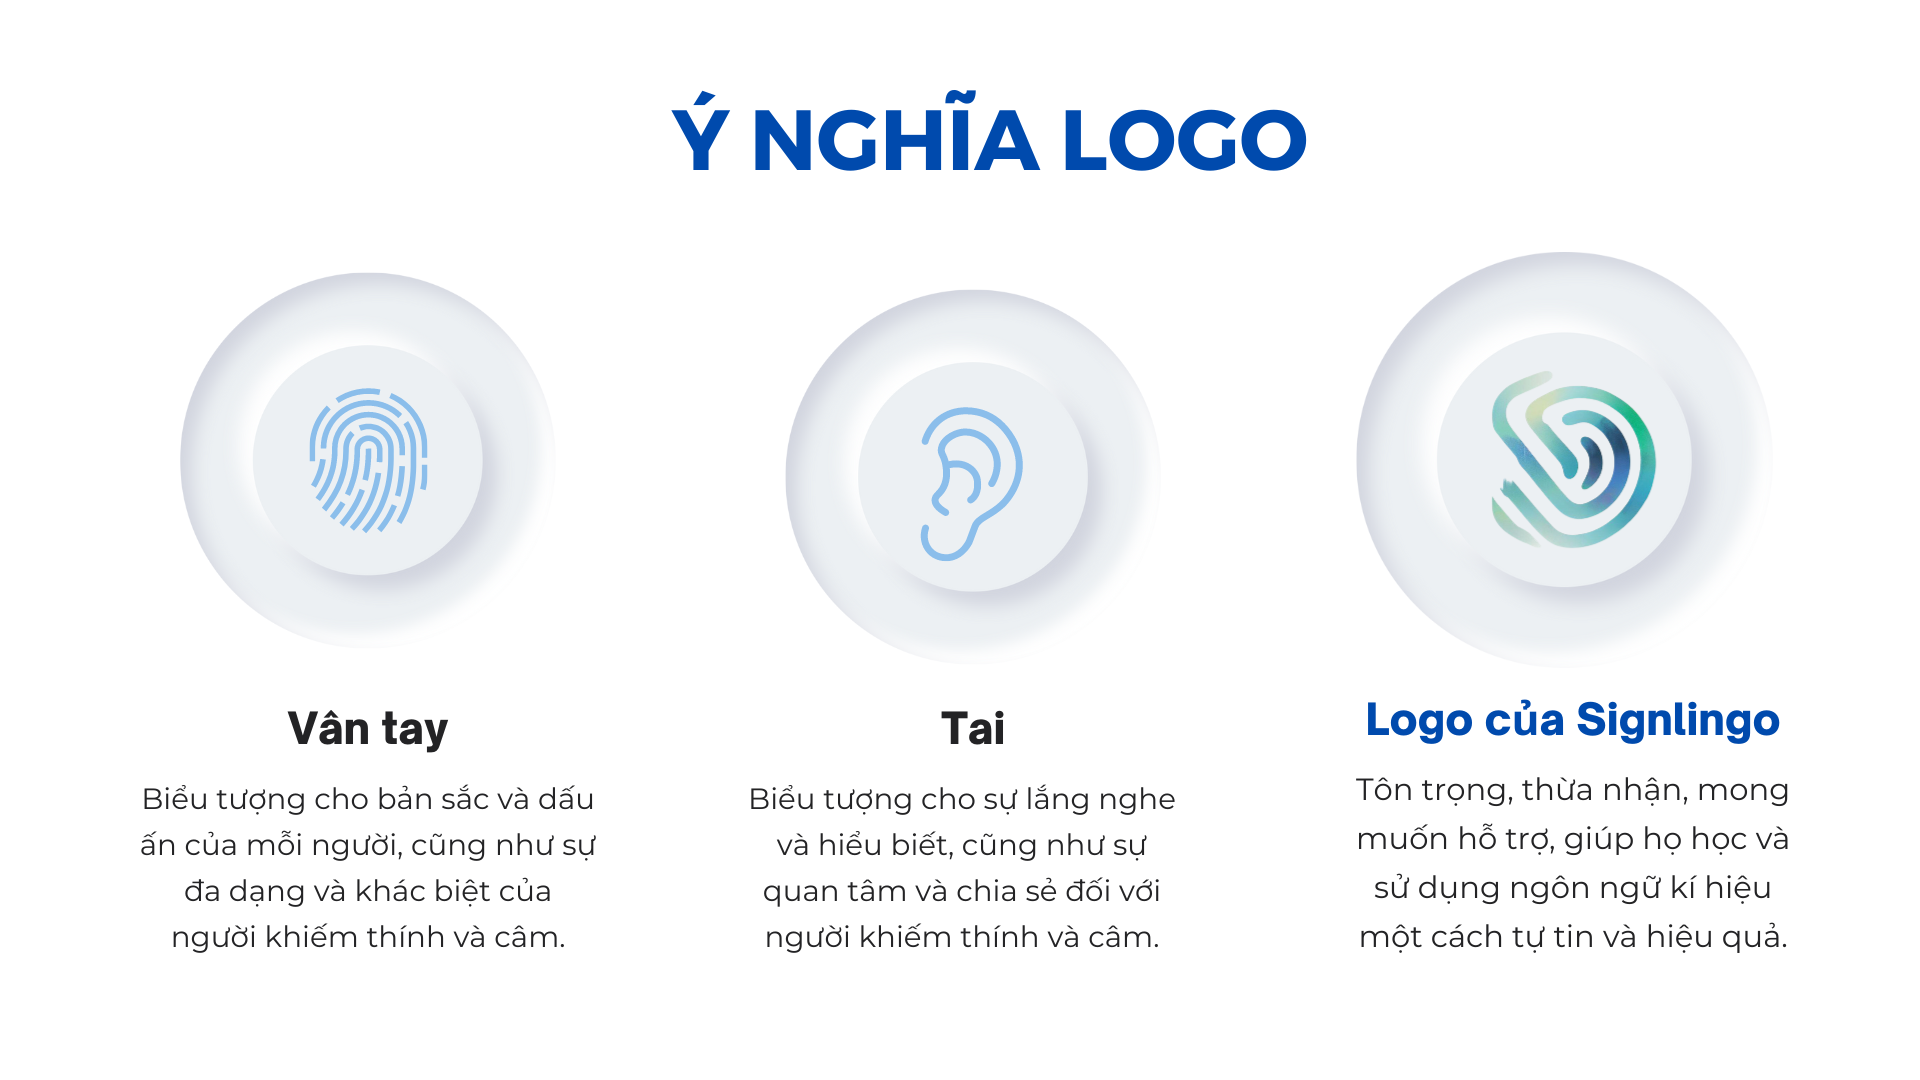 Ý NGHĨA LOGO
Vân tay
Biểu tượng cho bản sắc và dấu
ấn của mỗi người, cũng như sự
đa dạng và khác biệt của
người khiếm thính và câm.
Tai
Biểu tượng cho sự lắng nghe
và hiểu biết, cũng như sự
quan tâm và chia sẻ đối với
người khiếm thính và câm.
Logo của Signlingo
Tôn trọng, thừa nhận, mong
muốn hỗ trợ, giúp họ học và
sử dụng ngôn ngữ kí hiệu
một cách tự tin và hiệu quả.